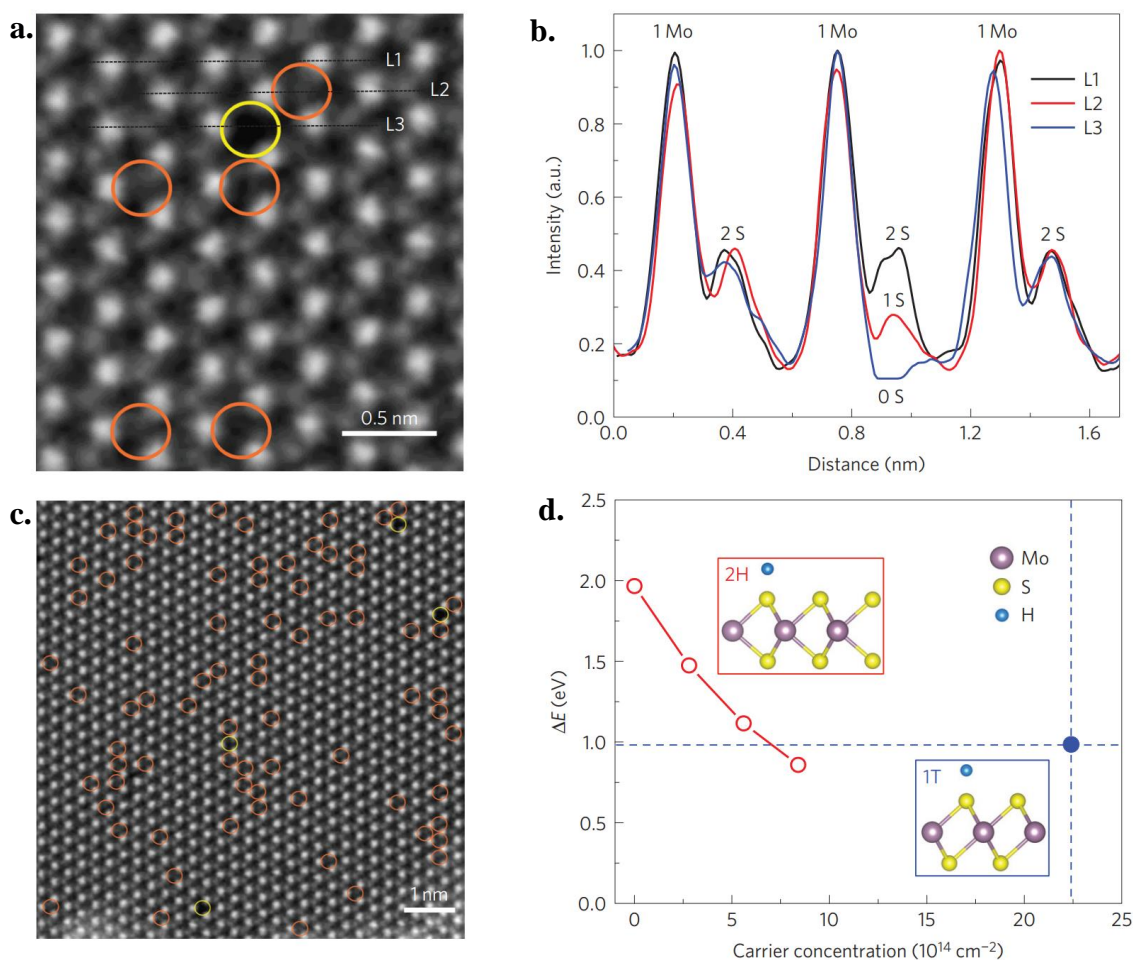 a.
L1
L2
L3
0.5 nm
b.
1 Mo 1 Mo 1 Mo
1.0
0.8
0.6
0.4
0.2
0.0
Intensity (a.u.)
L1
L2
L3
2 S
2 S
1 S
0 S
2 S
0.0 0.4 0.8 1.2 1.6
Distance (nm)
c.
1 nm
d.
2.5
2.0
1.5
1.0
0.5
0.0
ΔE (eV)
2H
Mo
S
H
1T
0 5 10 15 20 25
Carrier concentration (10¹⁴ cm⁻²)